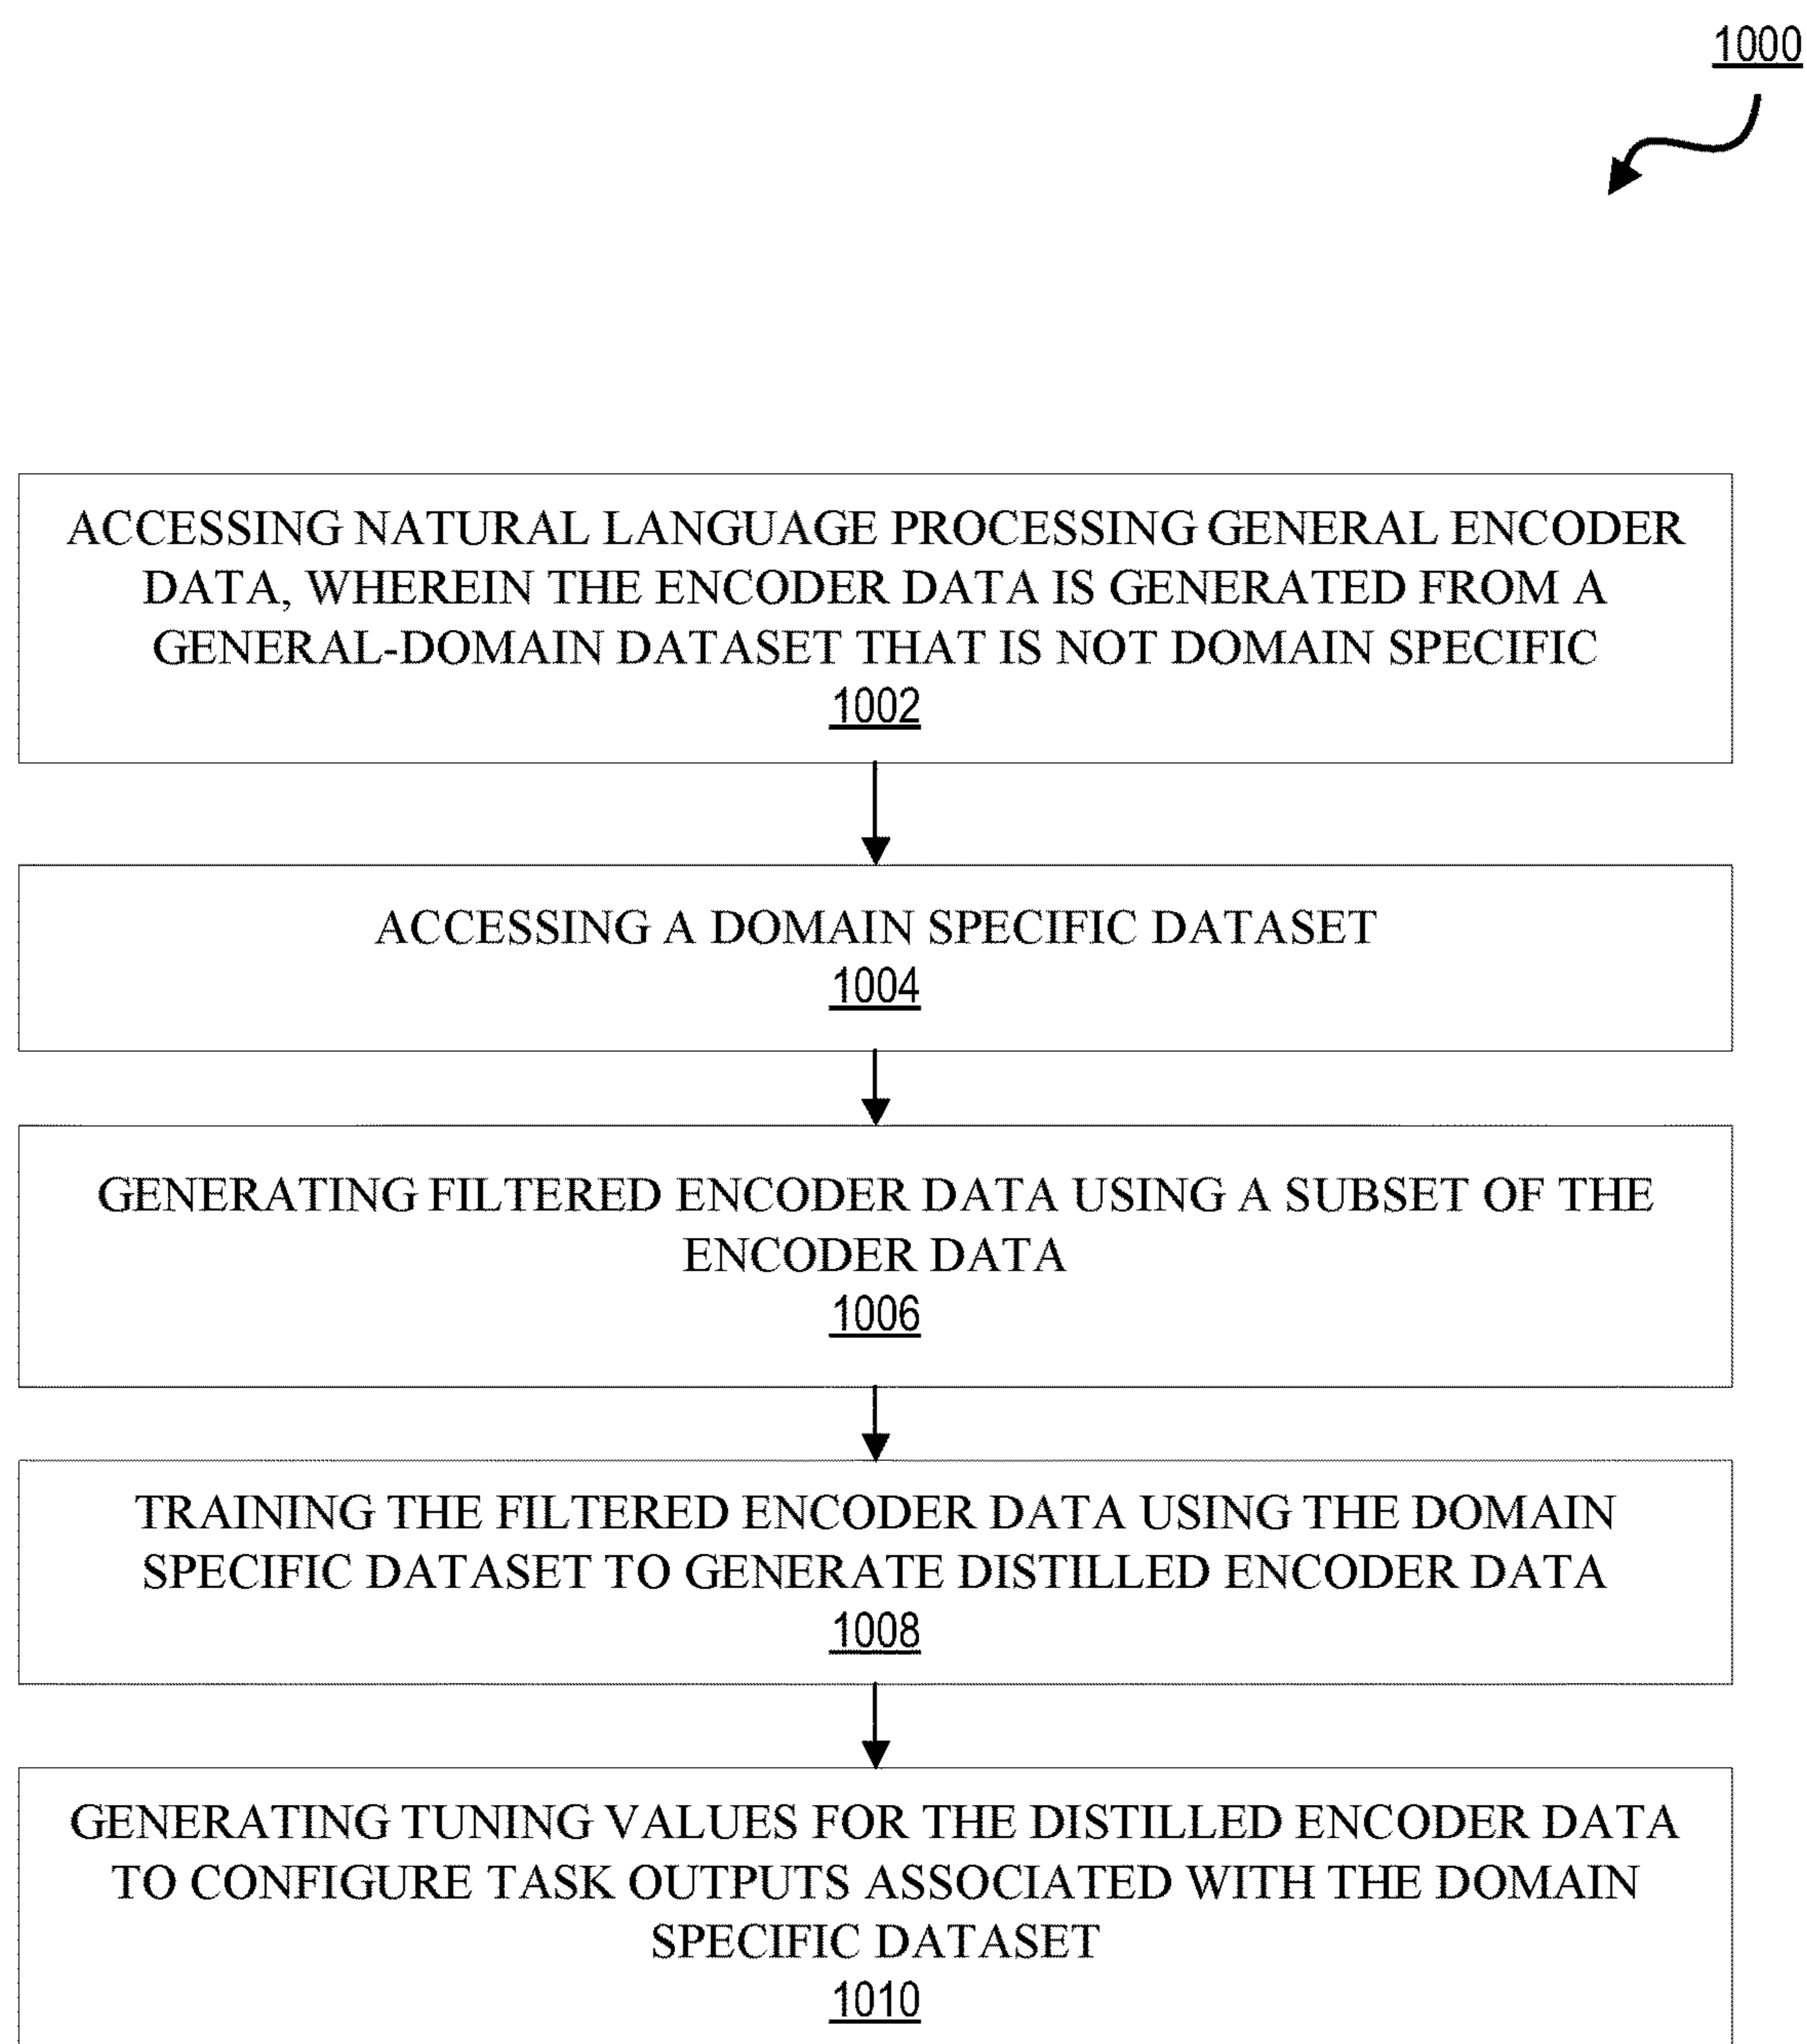 1000
ACCESSING NATURAL LANGUAGE PROCESSING GENERAL ENCODER
DATA, WHEREIN THE ENCODER DATA IS GENERATED FROM A
GENERAL-DOMAIN DATASET THAT IS NOT DOMAIN SPECIFIC
1002
ACCESSING A DOMAIN SPECIFIC DATASET
1004
GENERATING FILTERED ENCODER DATA USING A SUBSET OF THE
ENCODER DATA
1006
TRAINING THE FILTERED ENCODER DATA USING THE DOMAIN
SPECIFIC DATASET TO GENERATE DISTILLED ENCODER DATA
1008
GENERATING TUNING VALUES FOR THE DISTILLED ENCODER DATA
TO CONFIGURE TASK OUTPUTS ASSOCIATED WITH THE DOMAIN
SPECIFIC DATASET
1010